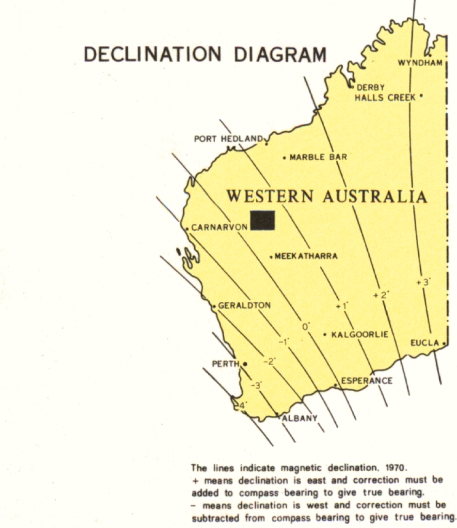 DECLINATION DIAGRAM
WYNDHAM
DERBY
HALLS CREEK
PORT HEDLAND
MARBLE BAR
WESTERN AUSTRALIA
CARNARVON
MEEKATHARRA
+3°
+2°
+1°
GERALDTON
0°
KALGOORLIE
-1°
EUCLA
-2°
PERTH
ESPERANCE
-3°
-4°
ALBANY
The lines indicate magnetic declination, 1970.
+ means declination is east and correction must be
added to compass bearing to give true bearing.
- means declination is west and correction must be
subtracted from compass bearing to give true bearing.